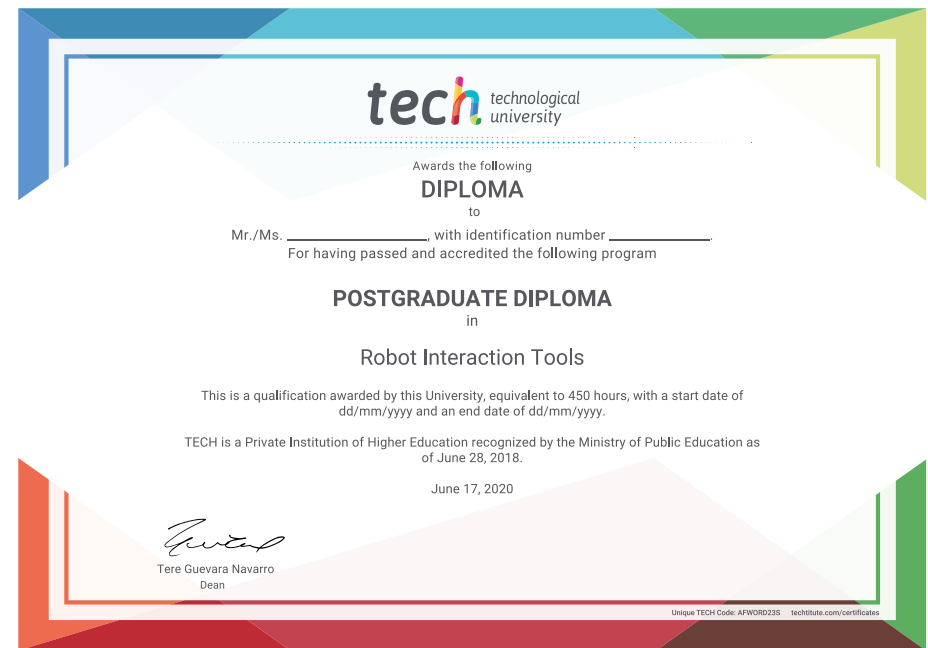 tech technological
university
Awards the following
DIPLOMA
to
Mr./Ms. ____________________, with identification number ______________.
For having passed and accredited the following program
POSTGRADUATE DIPLOMA
in
Robot Interaction Tools
This is a qualification awarded by this University, equivalent to 450 hours, with a start date of
dd/mm/yyyy and an end date of dd/mm/yyyy.
TECH is a Private Institution of Higher Education recognized by the Ministry of Public Education as
of June 28, 2018.
June 17, 2020
Tere Guevara Navarro
Dean
Unique TECH Code: AFWORD23S techtitute.com/certificates